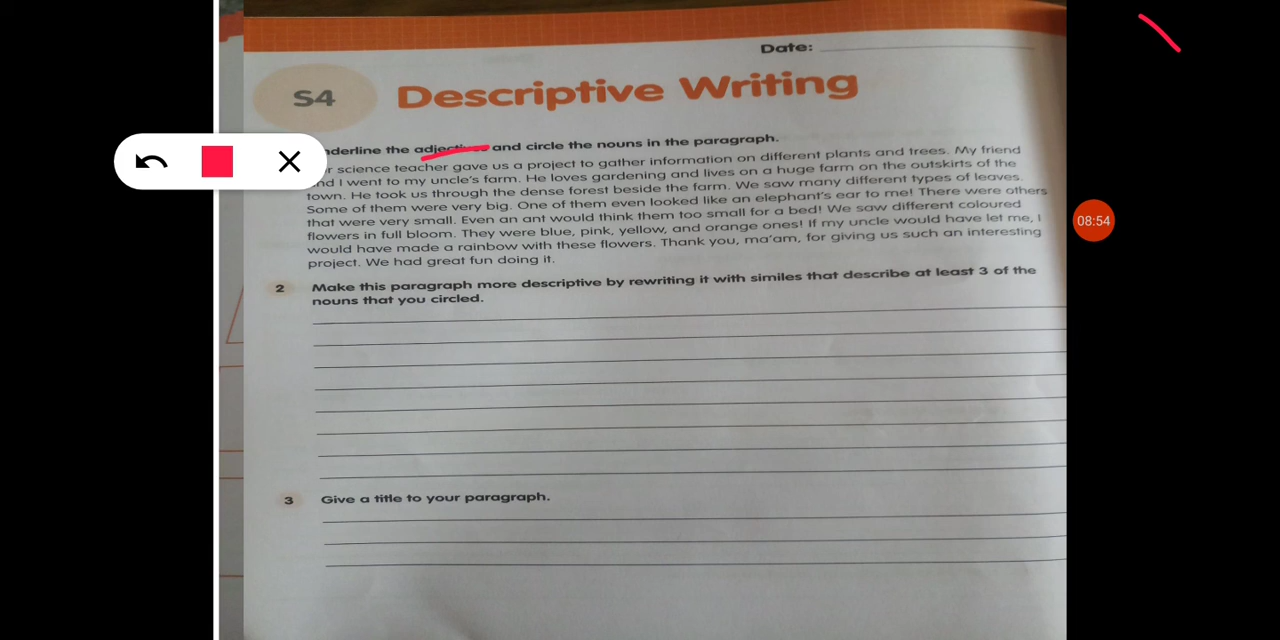 Date:
S4 Descriptive Writing
nderline the adjectives and circle the nouns in the paragraph.
r science teacher gave us a project to gather information on different plants and trees. My friend
nd I went to my uncle's farm. He loves gardening and lives on a huge farm on the outskirts of the
town. He took us through the dense forest beside the farm. We saw many different types of leaves.
Some of them were very big. One of them even looked like an elephant's ear to me! There were others
that were very small. Even an ant would think them too small for a bed! We saw different coloured
flowers in full bloom. They were blue, pink, yellow, and orange ones! If my uncle would have let me, I
would have made a rainbow with these flowers. Thank you, ma'am, for giving us such an interesting
project. We had great fun doing it.
2 Make this paragraph more descriptive by rewriting it with similes that describe at least 3 of the
nouns that you circled.
3 Give a title to your paragraph.
08:54